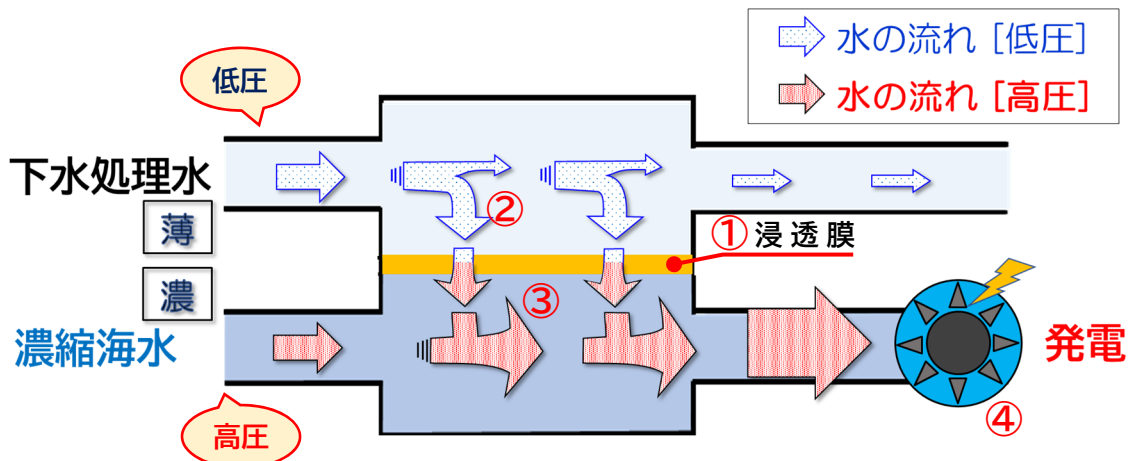 水の流れ [低圧]
水の流れ [高圧]
低圧
下水処理水
薄
②
① 浸透膜
濃
③
濃縮海水
発電
④
高圧